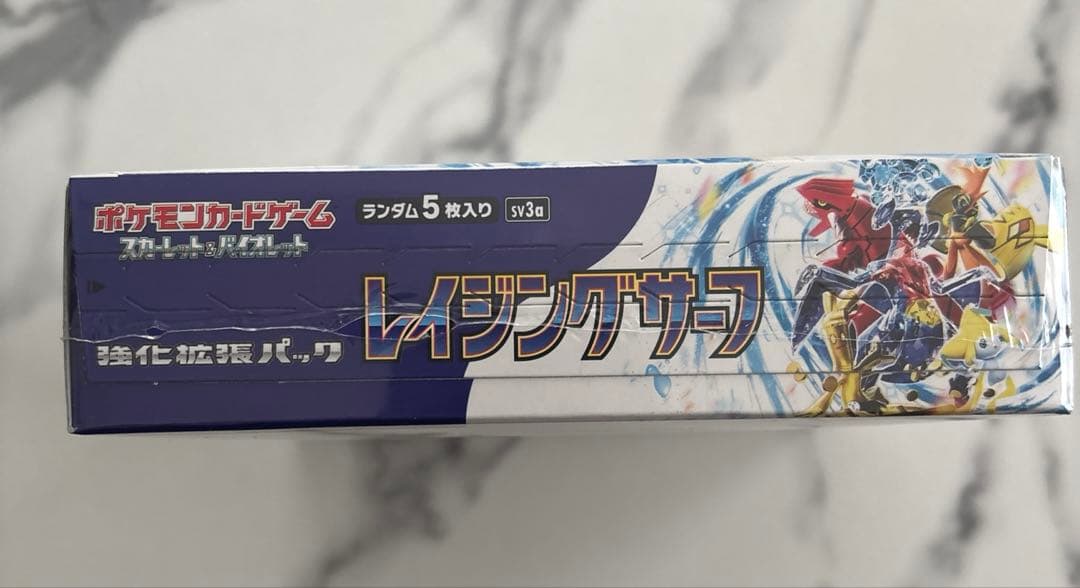 ポケモンカードゲーム
スカーレット&バイオレット
ランダム5枚入り SV3a
強化拡張パック
レイジングサーフ